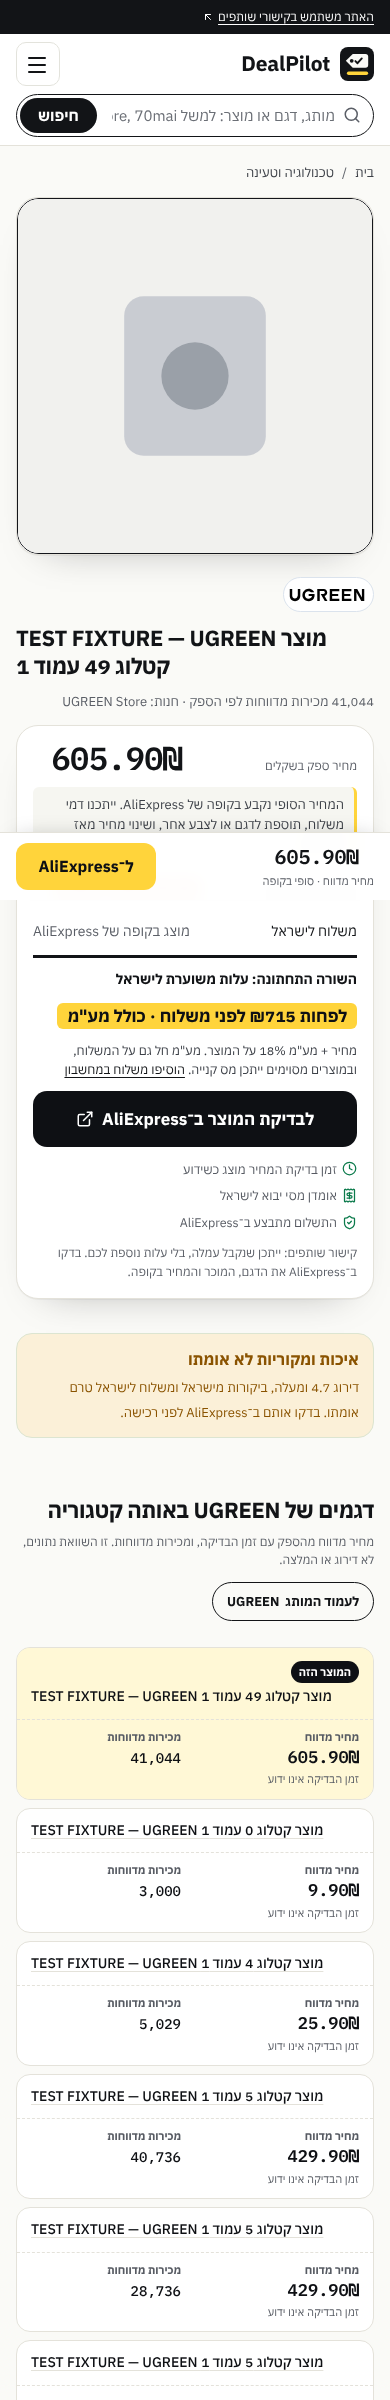 האתר משתמש בקישורי שותפים
DealPilot
מותג, דגם או מוצר: למשל ore, 70mai
חיפוש
בית / טכנולוגיה וטעינה
UGREEN
TEST FIXTURE — UGREEN מוצר
קטלוג 49 עמוד 1
41,044 מכירות מדווחות לפי הספק · חנות: UGREEN Store
מחיר ספק בשקלים
605.90₪
המחיר הסופי נקבע בקופה של AliExpress. ייתכנו דמי
משלוח, תוספת לדגם או לצבע אחר, ושינוי מחיר מאז
605.90₪
מחיר מדווח · סופי בקופה
ל־AliExpress
משלוח לישראל
מוצג בקופה של AliExpress
השורה התחתונה: עלות משוערת לישראל
לפחות 715₪ לפני משלוח · כולל מע"מ
מחיר + מע"מ 18% על המוצר. מע"מ חל גם על המשלוח,
ובמוצרים מסוימים ייתכן מס קנייה. הוסיפו משלוח במחשבון
לבדיקת המוצר ב־AliExpress
זמן בדיקת המחיר מוצג כשידוע
אומדן מסי יבוא לישראל
התשלום מתבצע ב־AliExpress
קישור שותפים: ייתכן שנקבל עמלה, בלי עלות נוספת לכם. בדקו
ב־AliExpress את הדגם, המוכר והמחיר בקופה.
איכות ומקוריות לא אומתו
דירוג 4.7 ומעלה, ביקורות מישראל ומשלוח לישראל טרם
אומתו. בדקו אותם ב־AliExpress לפני רכישה.
דגמים של UGREEN באותה קטגוריה
מחיר מדווח מהספק עם זמן הבדיקה, ומכירות מדווחות. זו השוואת נתונים,
לא דירוג או המלצה.
לעמוד המותג UGREEN
המוצר הזה
TEST FIXTURE — UGREEN מוצר קטלוג 49 עמוד 1
מחיר מדווח
מכירות מדווחות
605.90₪
41,044
זמן הבדיקה אינו ידוע
TEST FIXTURE — UGREEN מוצר קטלוג 0 עמוד 1
מחיר מדווח
מכירות מדווחות
9.90₪
3,000
זמן הבדיקה אינו ידוע
TEST FIXTURE — UGREEN מוצר קטלוג 4 עמוד 1
מחיר מדווח
מכירות מדווחות
25.90₪
5,029
זמן הבדיקה אינו ידוע
TEST FIXTURE — UGREEN מוצר קטלוג 5 עמוד 1
מחיר מדווח
מכירות מדווחות
429.90₪
40,736
זמן הבדיקה אינו ידוע
TEST FIXTURE — UGREEN מוצר קטלוג 5 עמוד 1
מחיר מדווח
מכירות מדווחות
429.90₪
28,736
זמן הבדיקה אינו ידוע
TEST FIXTURE — UGREEN מוצר קטלוג 5 עמוד 1